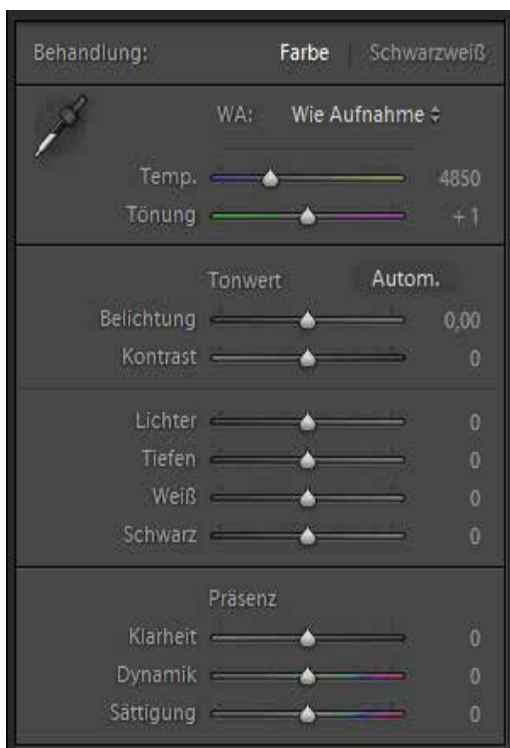 Behandlung: Farbe | Schwarzweiß
WA: Wie Aufnahme
Temp. 4850
Tönung + 1
Tonwert Autom.
Belichtung 0,00
Kontrast 0
Lichter 0
Tiefen 0
Weiß 0
Schwarz 0
Präsenz
Klarheit 0
Dynamik 0
Sättigung 0